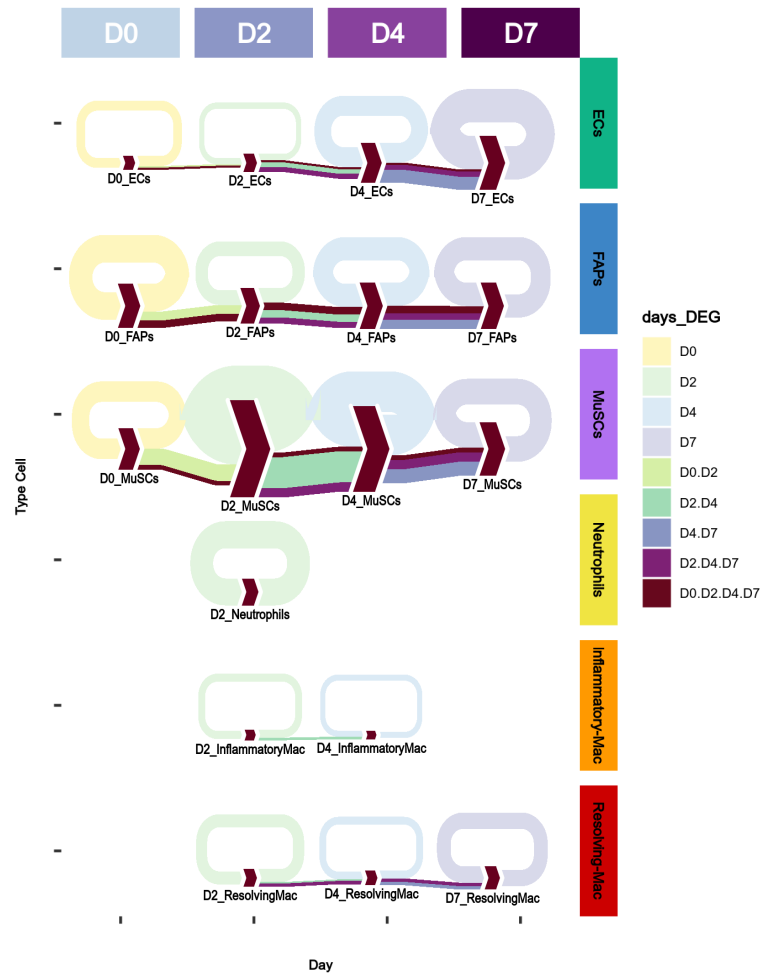 D0 D2 D4 D7
ECs
D0_ECs D2_ECs D4_ECs D7_ECs
FAPs
D0_FAPs D2_FAPs D4_FAPs D7_FAPs
MuSCs
D0_MuSCs D2_MuSCs D4_MuSCs D7_MuSCs
Neutrophils
D2_Neutrophils
Inflammatory-Mac
D2_InflammatoryMac D4_InflammatoryMac
Resolving-Mac
D2_ResolvingMac D4_ResolvingMac D7_ResolvingMac
Type Cell
Day
days_DEG
D0
D2
D4
D7
D0.D2
D2.D4
D4.D7
D2.D4.D7
D0.D2.D4.D7